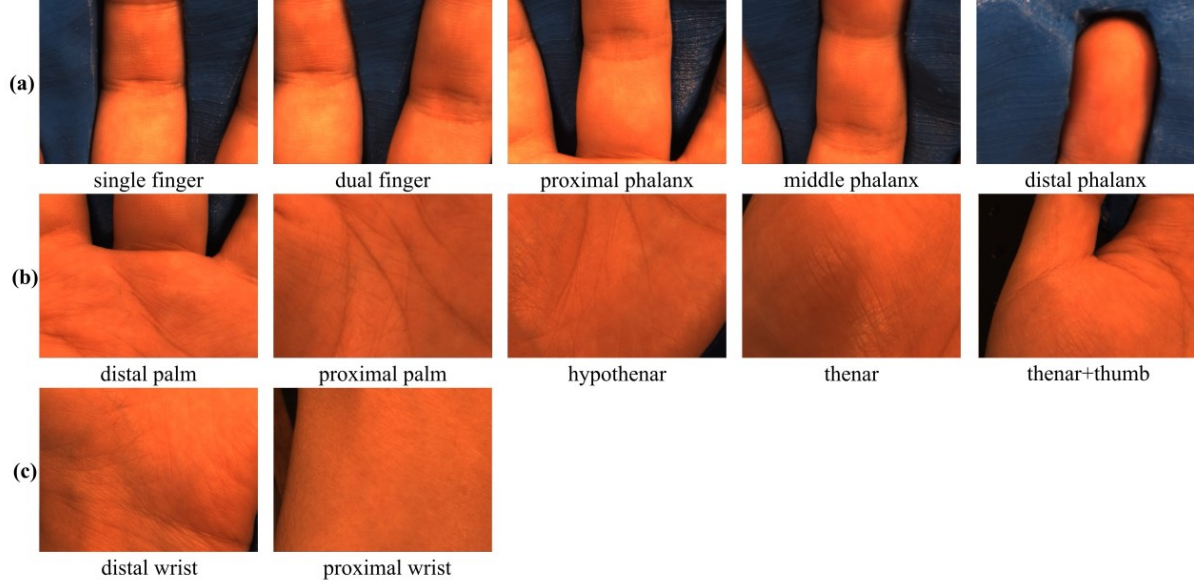 (a)
single finger dual finger proximal phalanx middle phalanx distal phalanx
(b)
distal palm proximal palm hypothenar thenar thenar+thumb
(c)
distal wrist proximal wrist